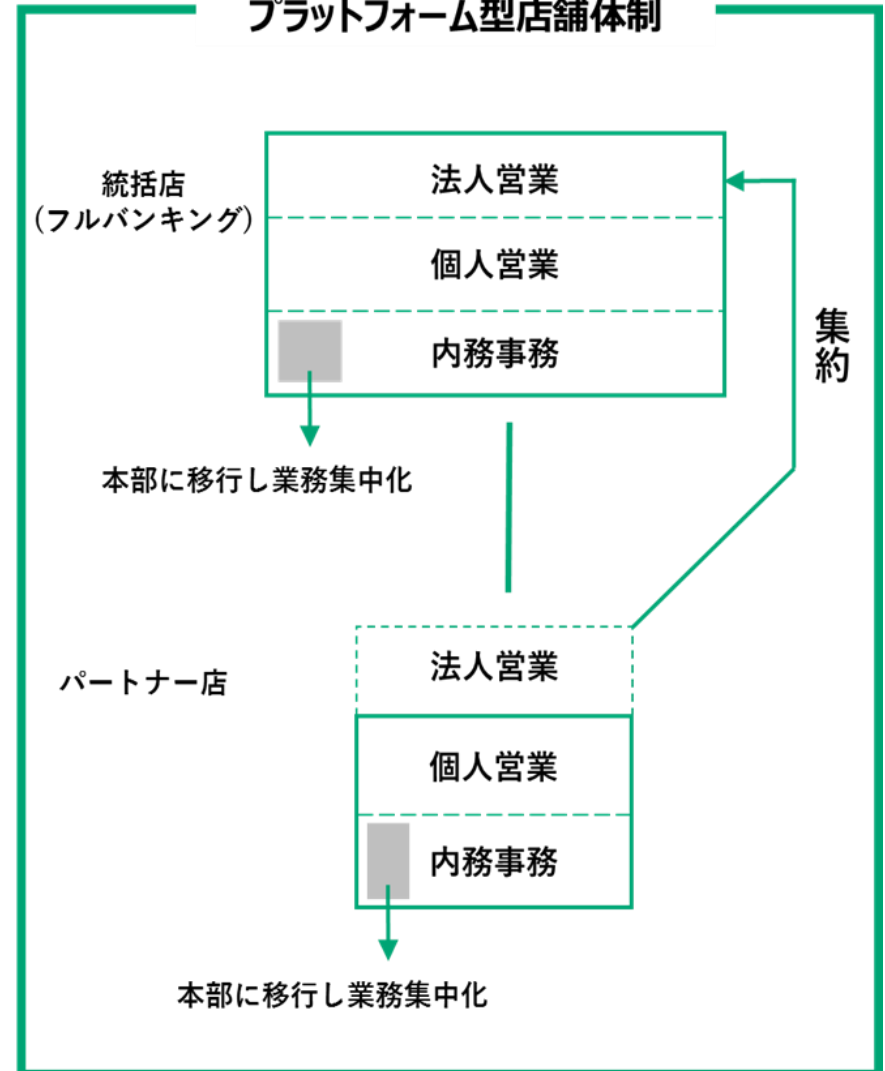 プラットフォーム型店舗体制
統括店
(フルバンキング)
法人営業
個人営業
内務事務
集約
本部に移行し業務集中化
パートナー店
法人営業
個人営業
内務事務
本部に移行し業務集中化